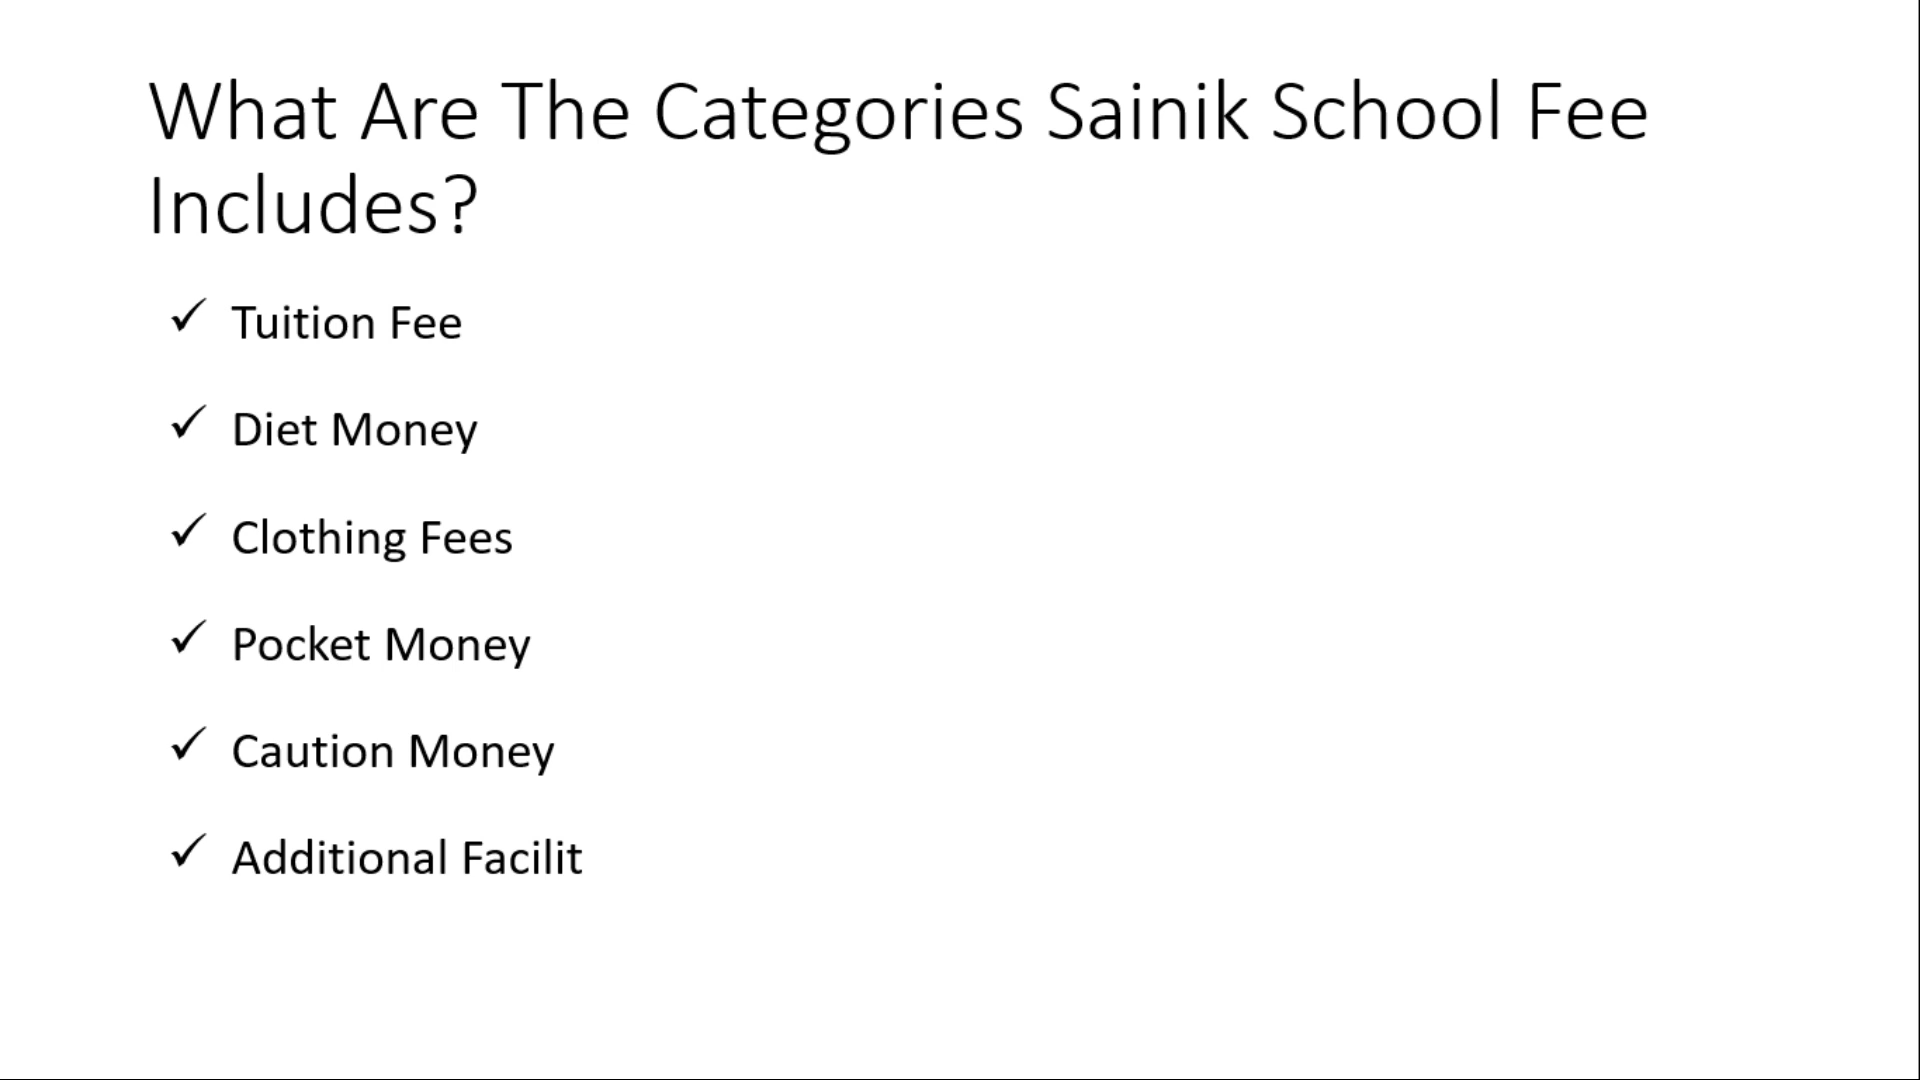 What Are The Categories Sainik School Fee
Includes?
✓ Tuition Fee
✓ Diet Money
✓ Clothing Fees
✓ Pocket Money
✓ Caution Money
✓ Additional Facilit